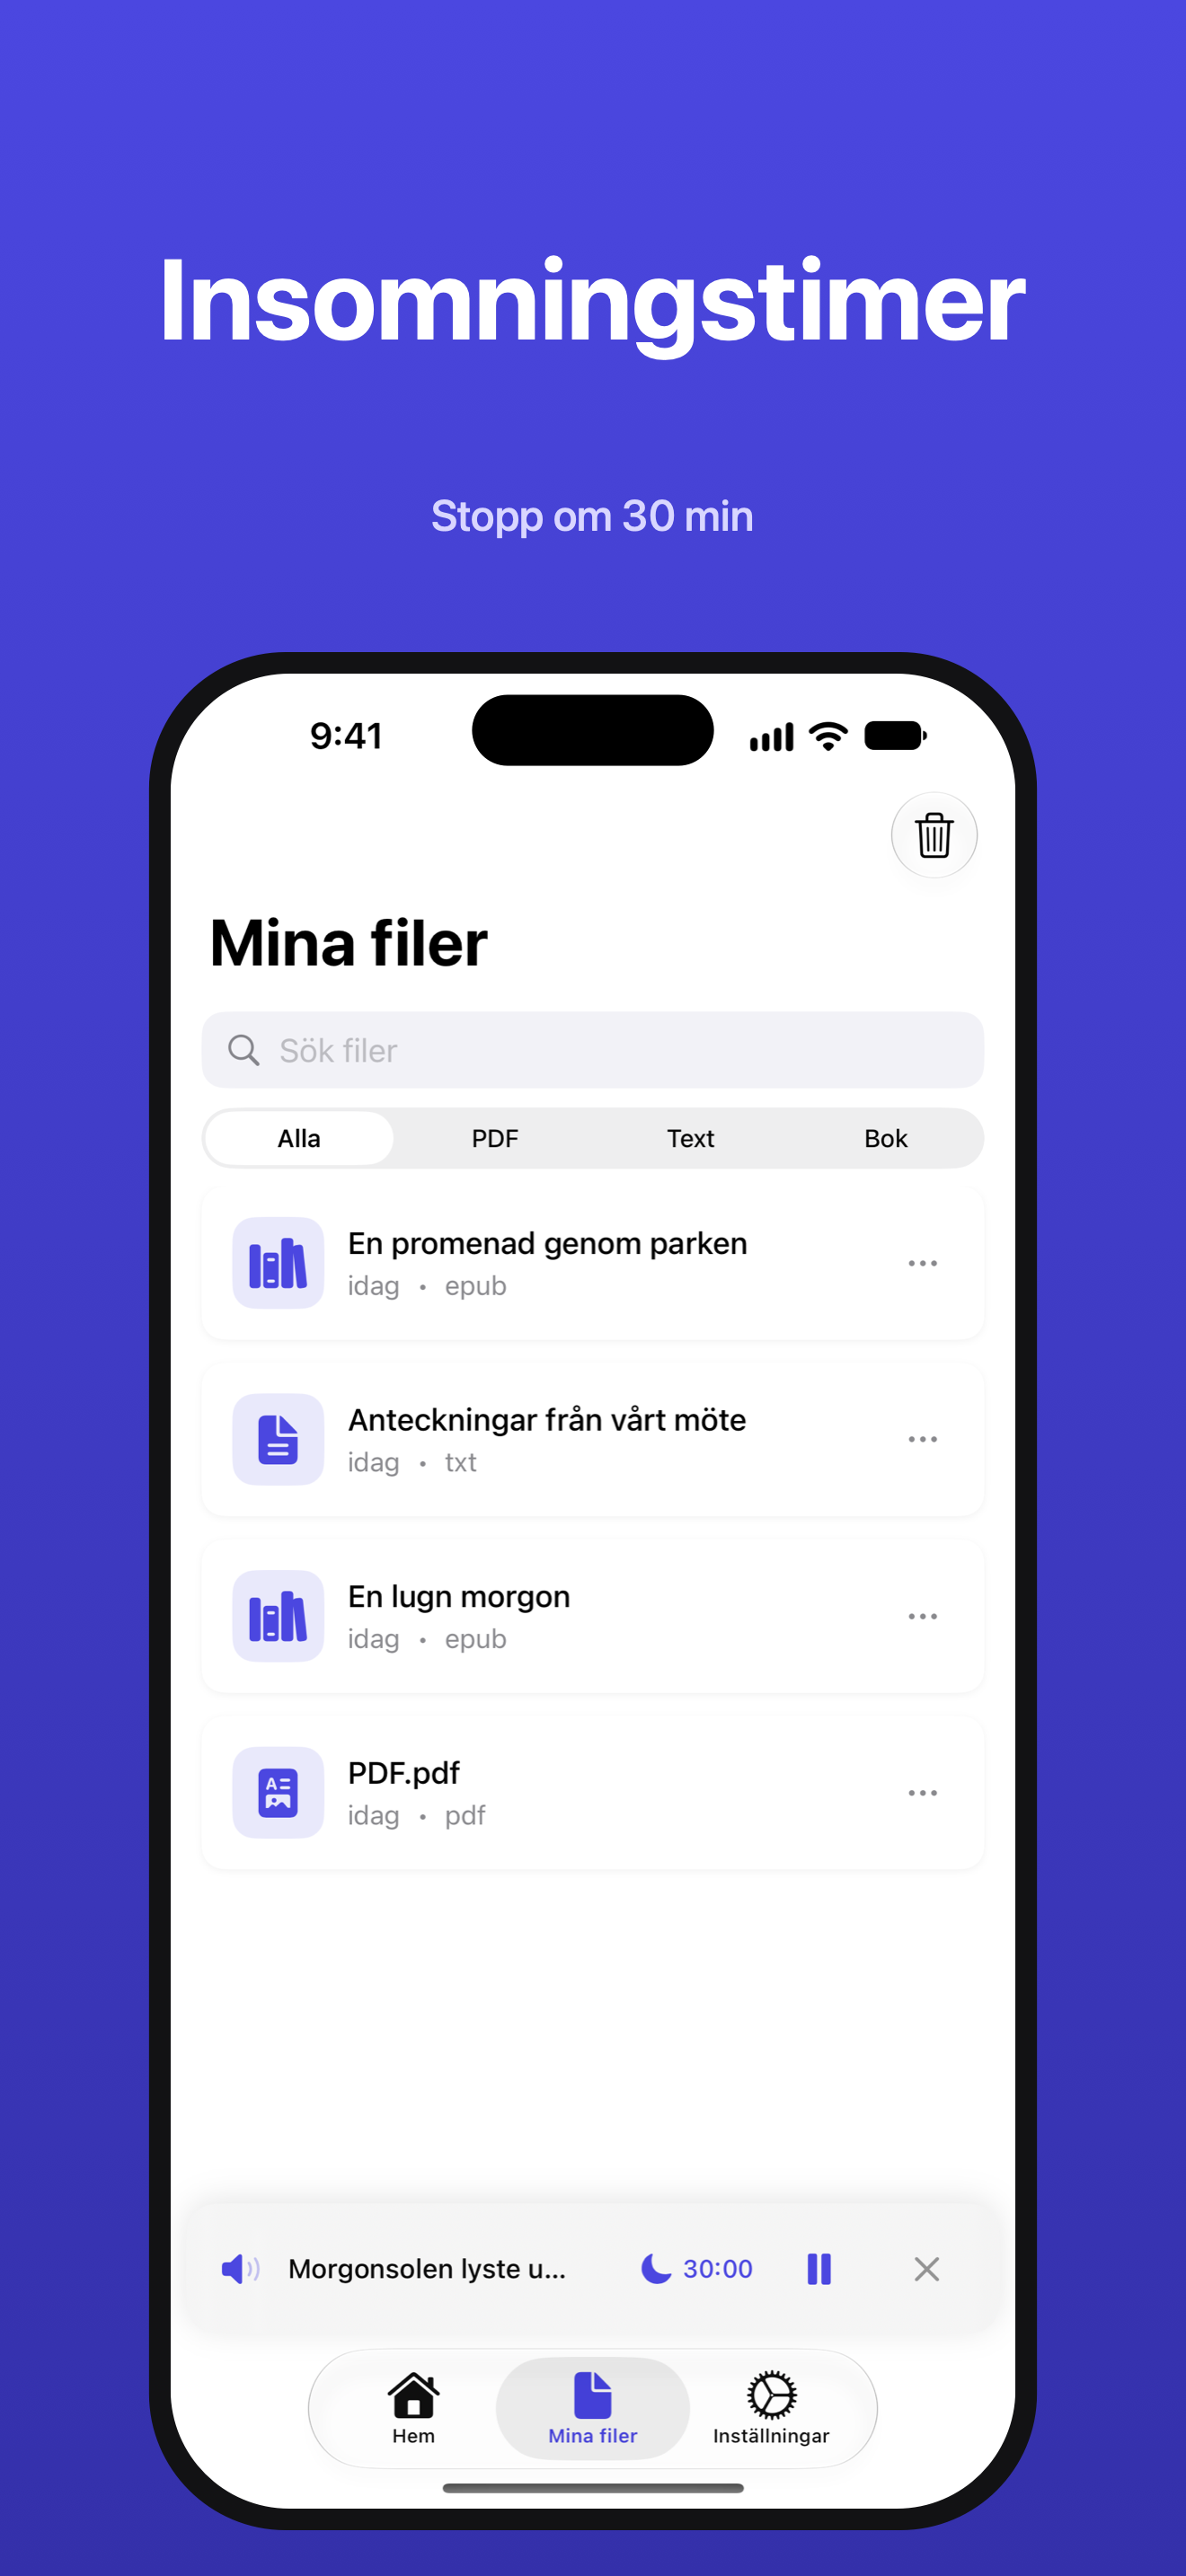 Insomningstimer
Stopp om 30 min
9:41
Mina filer
Sök filer
Alla PDF Text Bok
En promenad genom parken
idag • epub
Anteckningar från vårt möte
idag • txt
En lugn morgon
idag • epub
PDF.pdf
idag • pdf
Morgonsolen lyste u... 30:00
Hem Mina filer Inställningar